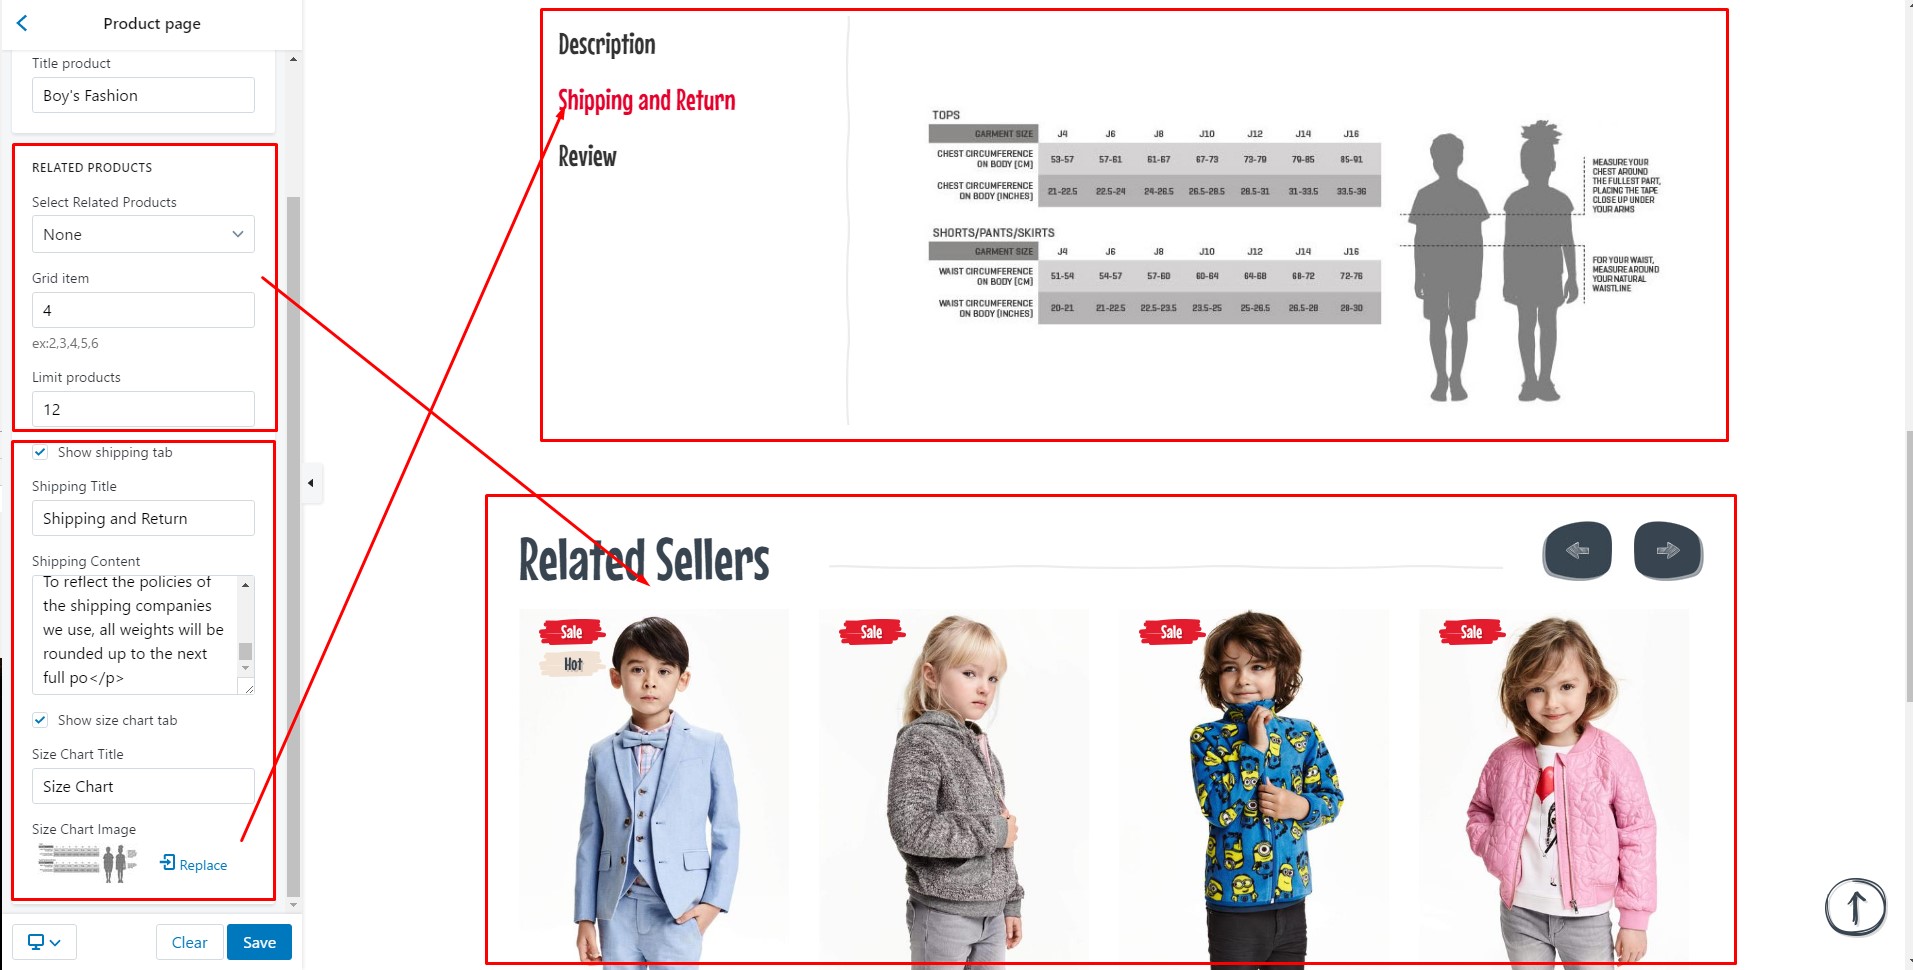 Product page
Title product
Boy's Fashion
RELATED PRODUCTS
Select Related Products
None
Grid item
4
ex:2,3,4,5,6
Limit products
12
Show shipping tab
Shipping Title
Shipping and Return
Shipping Content
To reflect the policies of
the shipping companies
we use, all weights will be
rounded up to the next
full po</p>
Show size chart tab
Size Chart Title
Size Chart
Size Chart Image
Replace
Clear
Save
Description
Shipping and Return
Review
TOPS
GARMENT SIZE J4 J6 J8 J10 J12 J14 J16
CHEST CIRCUMFERENCE
ON BODY (CM) 53-57 57-61 61-67 67-73 73-79 79-85 85-91
CHEST CIRCUMFERENCE
ON BODY (INCHES) 21-22.5 22.5-24 24-26.5 26.5-28.5 28.5-31 31-33.5 33.5-36
SHORTS/PANTS/SKIRTS
GARMENT SIZE J4 J6 J8 J10 J12 J14 J16
WAIST CIRCUMFERENCE
ON BODY (CM) 51-54 54-57 57-60 60-64 64-68 68-72 72-76
WAIST CIRCUMFERENCE
ON BODY (INCHES) 20-21 21-22.5 22.5-23.5 23.5-25 25-26.5 26.5-28 28-30
MEASURE YOUR
CHEST AROUND
THE FULLEST PART,
PLACING THE TAPE
CLOSE UP UNDER
YOUR ARMS
FOR YOUR WAIST,
MEASURE AROUND
YOUR NATURAL
WAISTLINE
Related Sellers
Sale
Hot
Sale
Sale
Sale